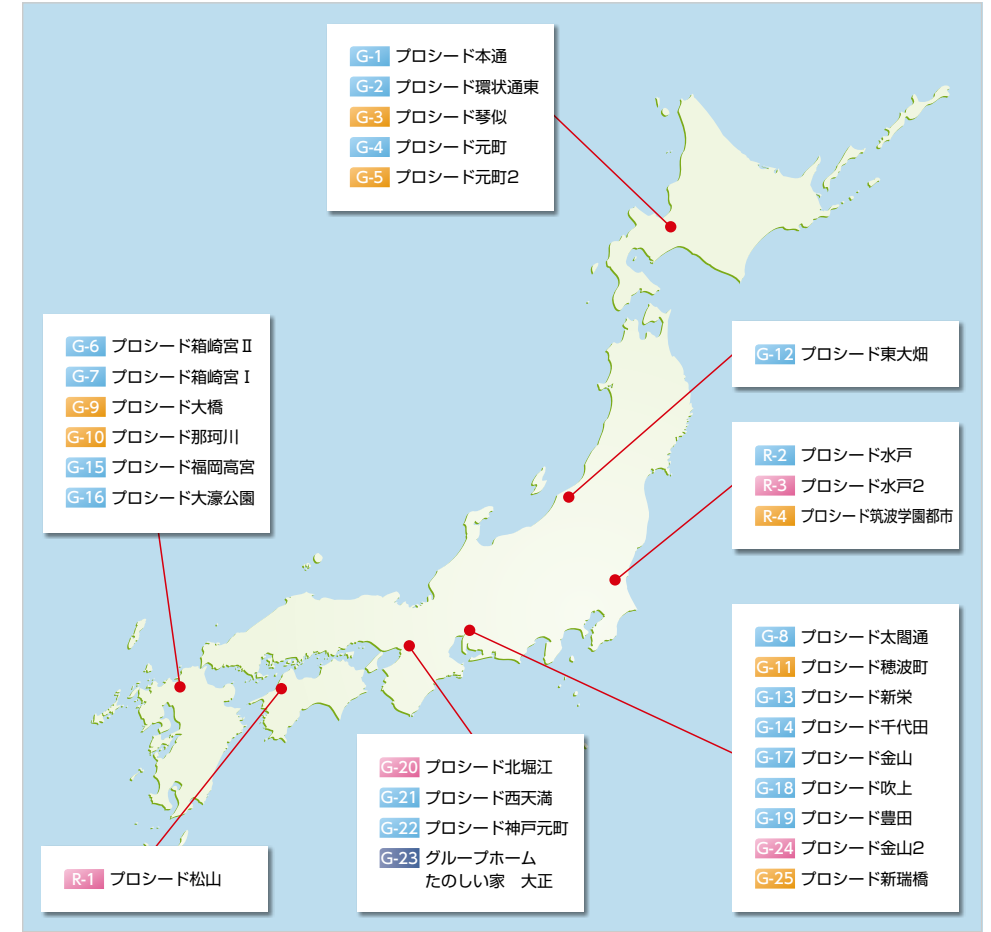 G-1 プロシード本通
G-2 プロシード環状通東
G-3 プロシード琴似
G-4 プロシード元町
G-5 プロシード元町2
G-6 プロシード箱崎宮Ⅱ
G-7 プロシード箱崎宮Ⅰ
G-9 プロシード大橋
G-10 プロシード那珂川
G-15 プロシード福岡高宮
G-16 プロシード大濠公園
G-12 プロシード東大畑
R-2 プロシード水戸
R-3 プロシード水戸2
R-4 プロシード筑波学園都市
G-8 プロシード太閤通
G-11 プロシード穂波町
G-13 プロシード新栄
G-14 プロシード千代田
G-17 プロシード金山
G-18 プロシード吹上
G-19 プロシード豊田
G-24 プロシード金山2
G-25 プロシード新瑞橋
G-20 プロシード北堀江
G-21 プロシード西天満
G-22 プロシード神戸元町
G-23 グループホーム
たのしい家　大正
R-1 プロシード松山